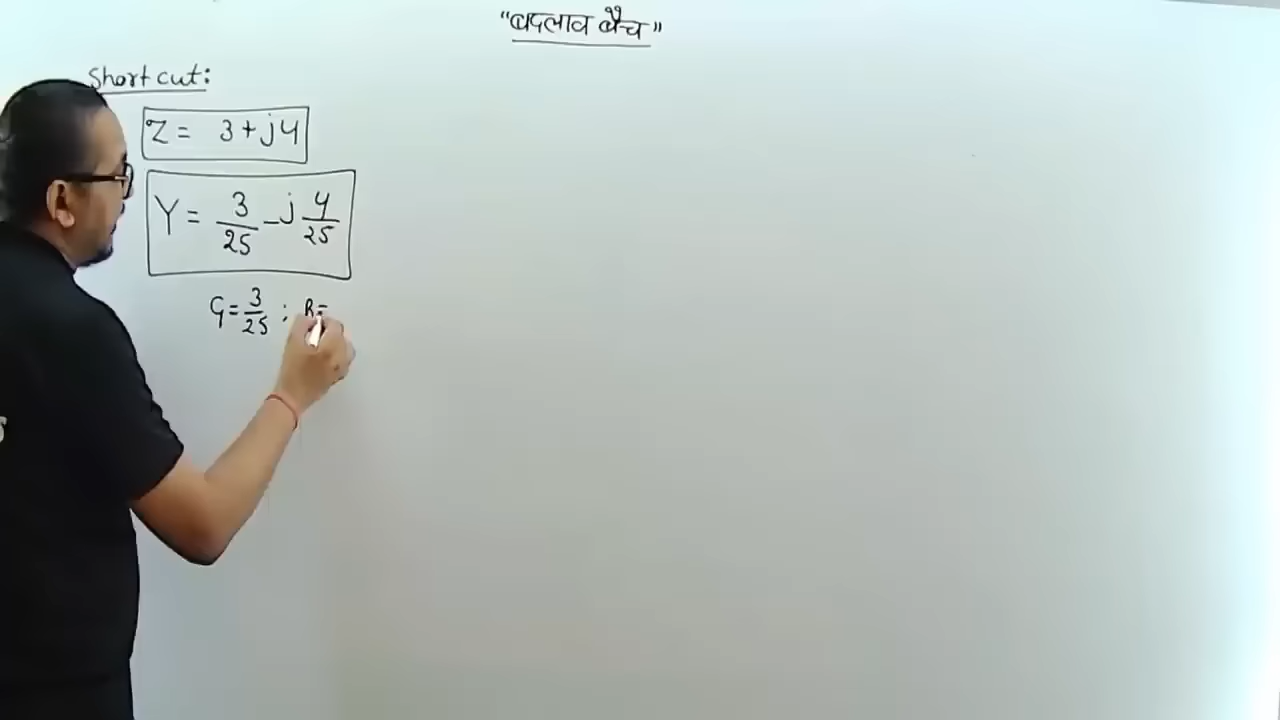 “बदलाव बैच”
Short cut:
Z = 3+j4
Y = 3/25 - j 4/25
G = 3/25 ; B=